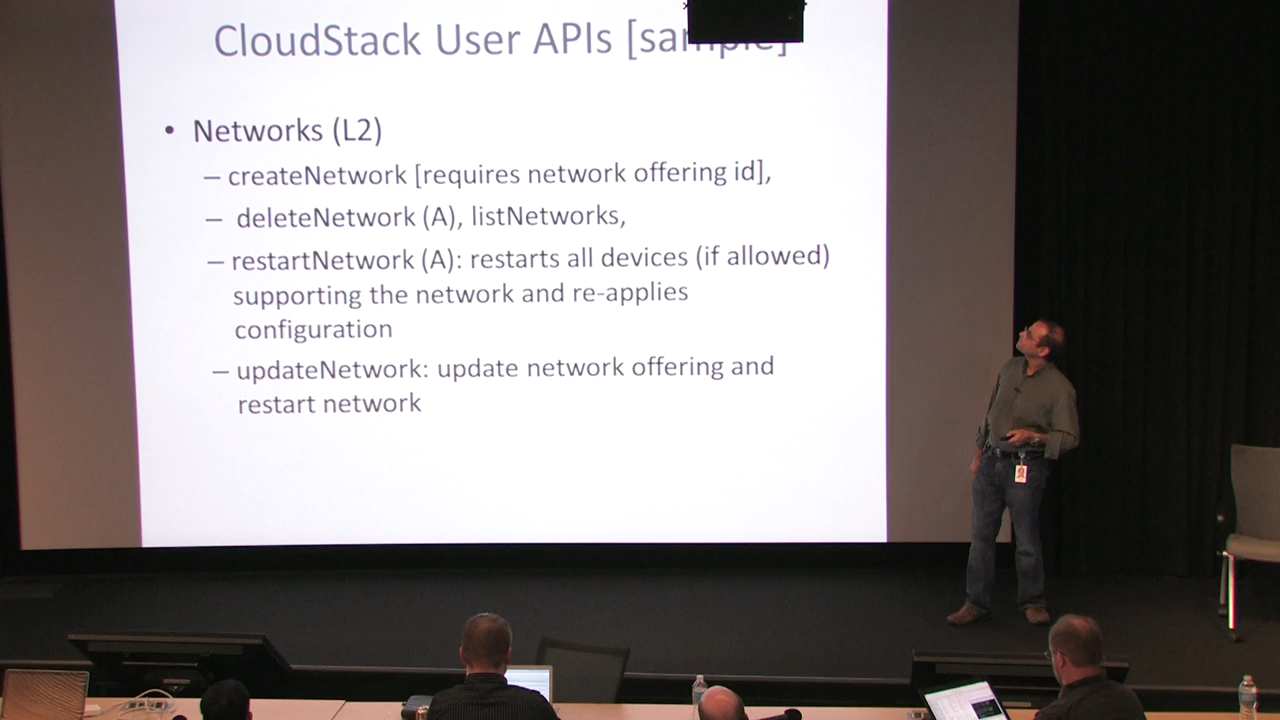 CloudStack User APIs [sample]
• Networks (L2)
– createNetwork [requires network offering id],
– deleteNetwork (A), listNetworks,
– restartNetwork (A): restarts all devices (if allowed)
supporting the network and re-applies
configuration
– updateNetwork: update network offering and
restart network